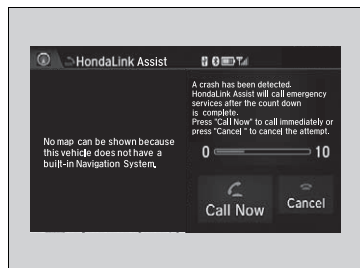 HondaLink Assist
A crash has been detected.
HondaLink Assist will call emergency
services after the count down
is complete.
Press "Call Now" to call immediately or
press "Cancel " to cancel the attempt.
No map can be shown because
this vehicle does not have a
built-in Navigation System.
0 10
Call Now Cancel